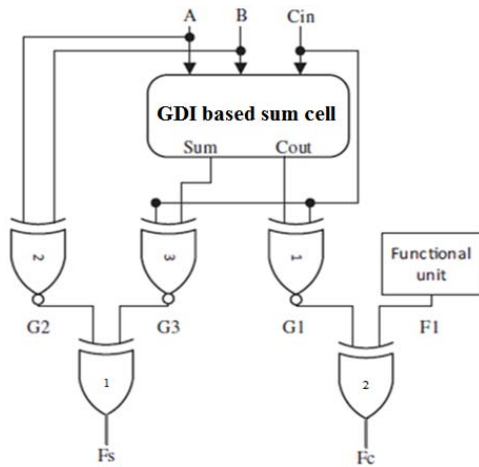 A B Cin
GDI based sum cell
Sum Cout
2 3 1
Functional
unit
G2 G3 G1 F1
1 2
Fs Fc